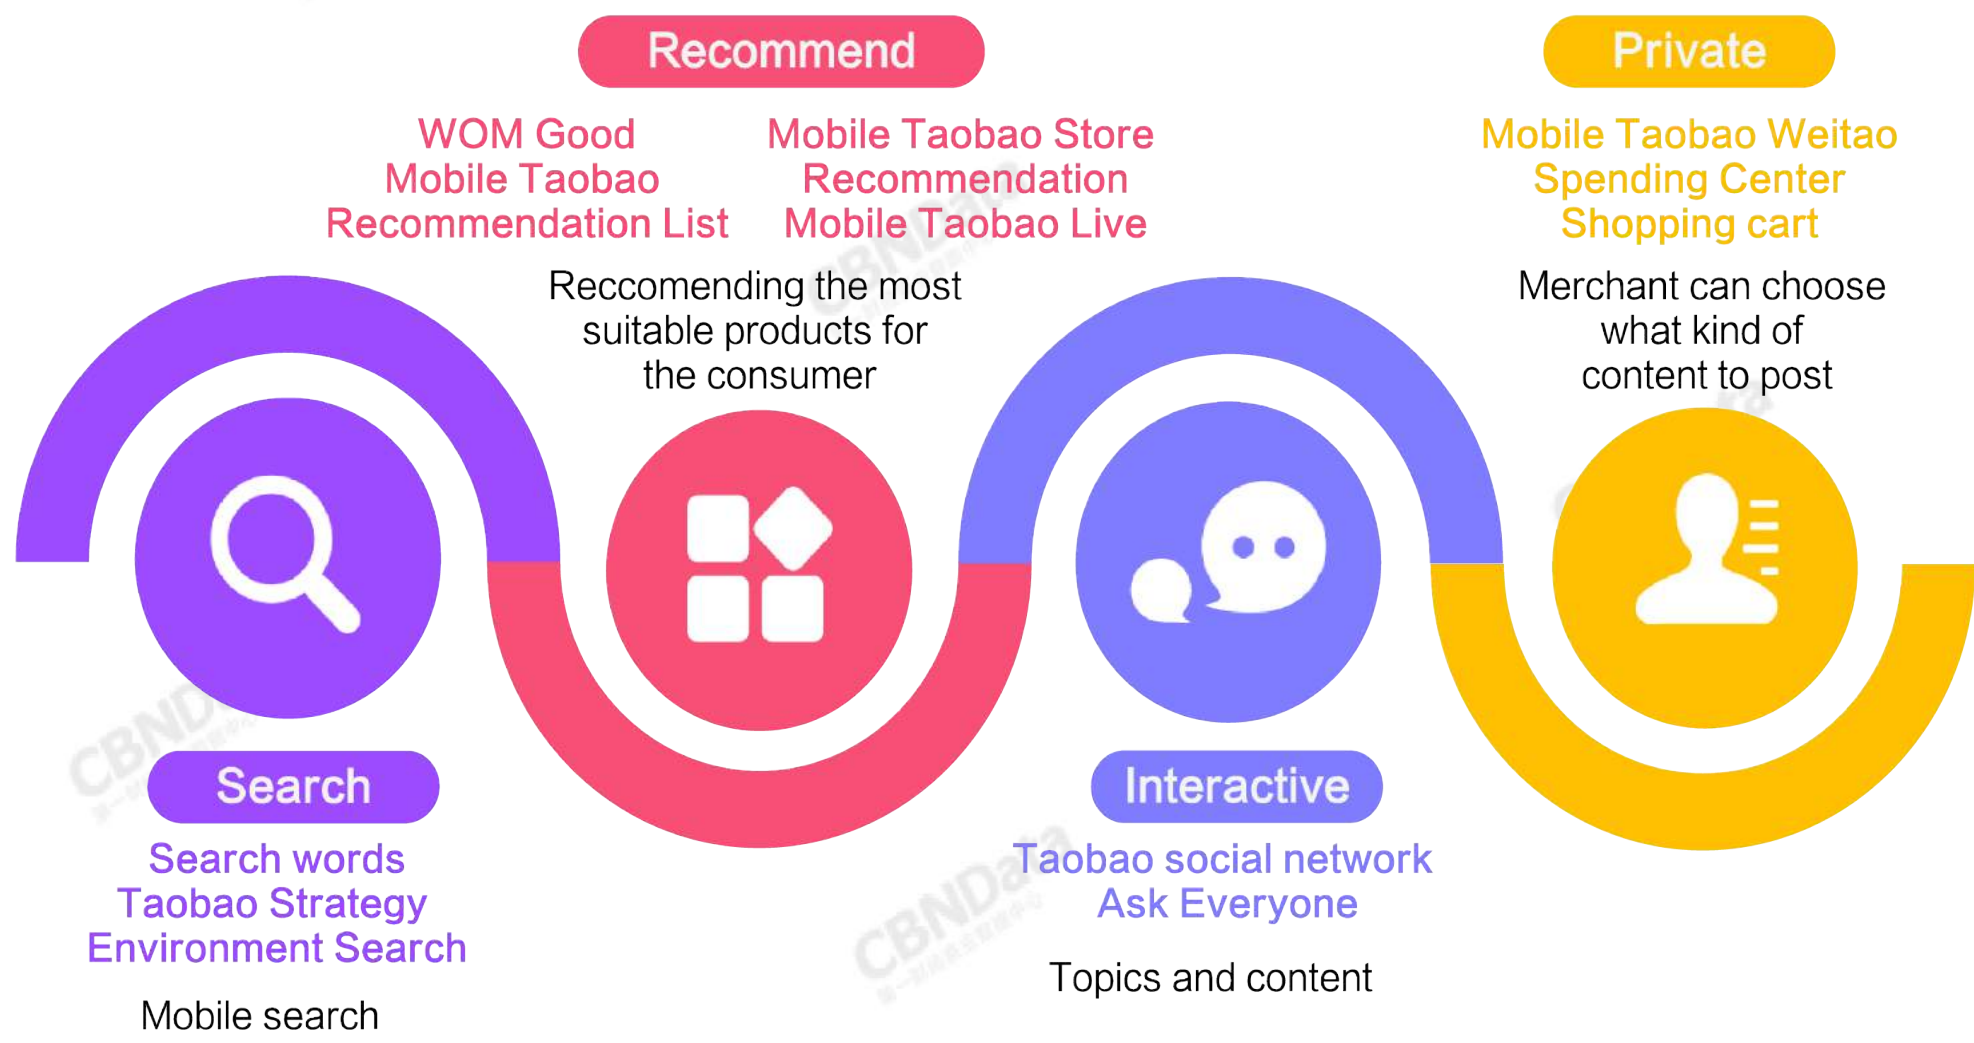 Recommend
WOM Good
Mobile Taobao
Recommendation List
Mobile Taobao Store
Recommendation
Mobile Taobao Live
Reccomending the most
suitable products for
the consumer
Private
Mobile Taobao Weitao
Spending Center
Shopping cart
Merchant can choose
what kind of
content to post
Search
Search words
Taobao Strategy
Environment Search
Mobile search
Interactive
Taobao social network
Ask Everyone
Topics and content
CBNData
CBNData